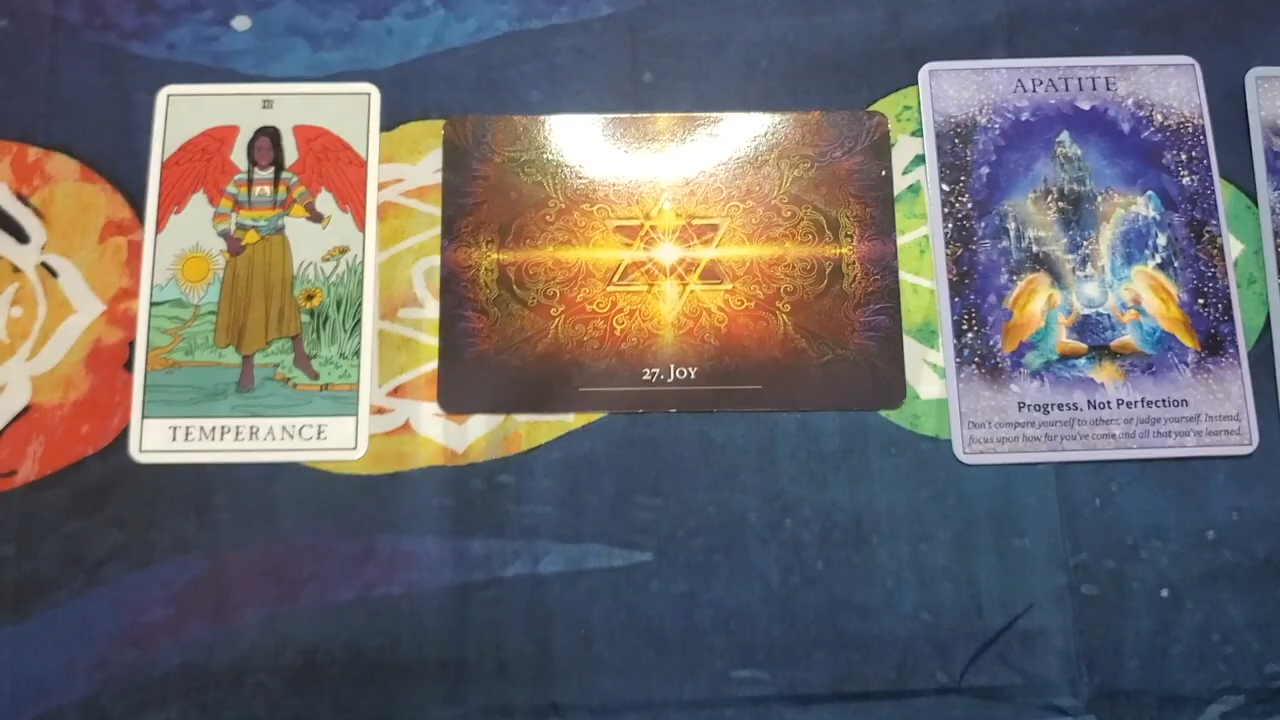 XIV
TEMPERANCE
27. JOY
APATITE
Progress, Not Perfection
Don't compare yourself to others, or judge yourself. Instead,
focus upon how far you've come and all that you've learned.